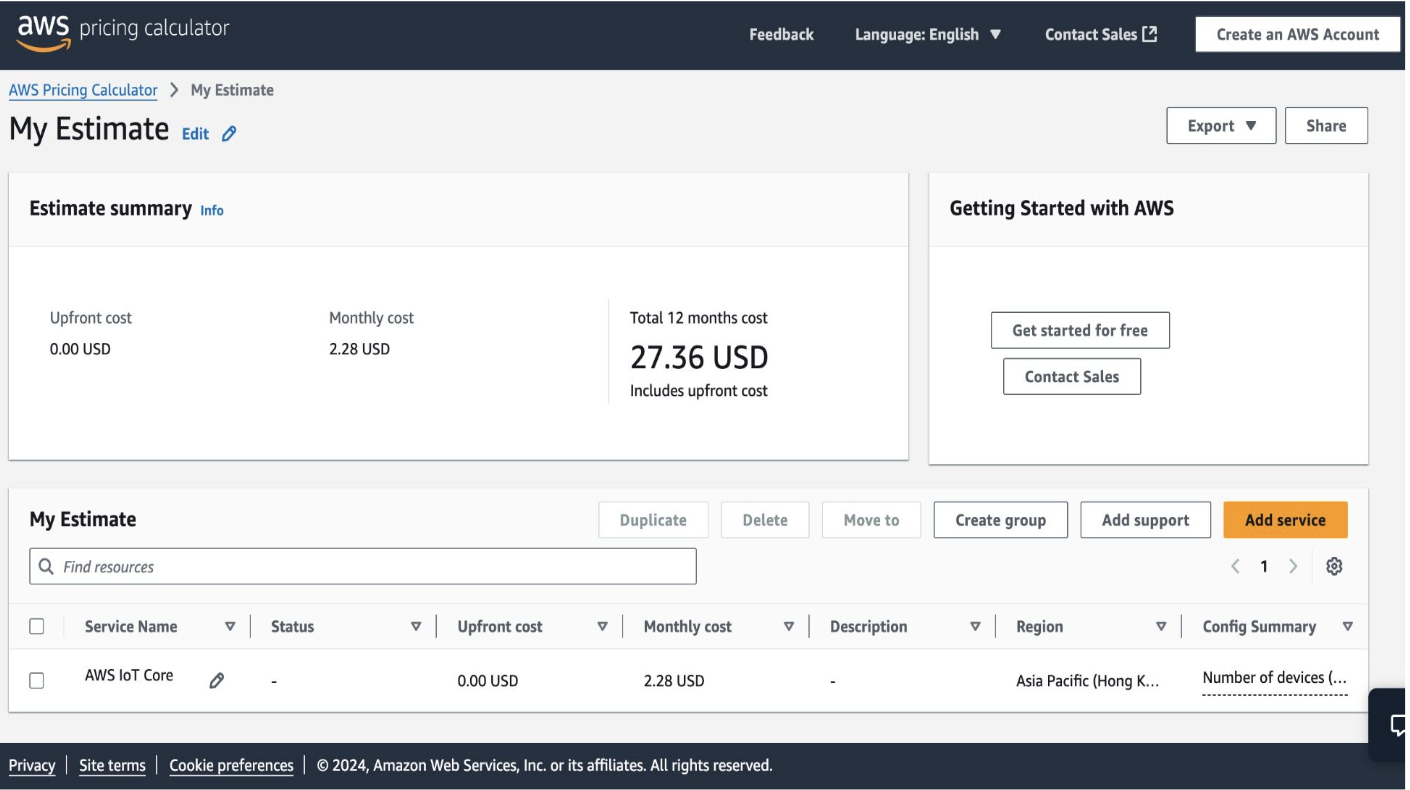 aws pricing calculator
Feedback
Language: English
Contact Sales
Create an AWS Account
AWS Pricing Calculator
My Estimate
My Estimate
Edit
Export
Share
Estimate summary
Info
Upfront cost
0.00 USD
Monthly cost
2.28 USD
Total 12 months cost
27.36 USD
Includes upfront cost
Getting Started with AWS
Get started for free
Contact Sales
My Estimate
Duplicate
Delete
Move to
Create group
Add support
Add service
Find resources
1
Service Name
Status
Upfront cost
Monthly cost
Description
Region
Config Summary
AWS IoT Core
-
0.00 USD
2.28 USD
-
Asia Pacific (Hong K...
Number of devices (...
Privacy
Site terms
Cookie preferences
© 2024, Amazon Web Services, Inc. or its affiliates. All rights reserved.